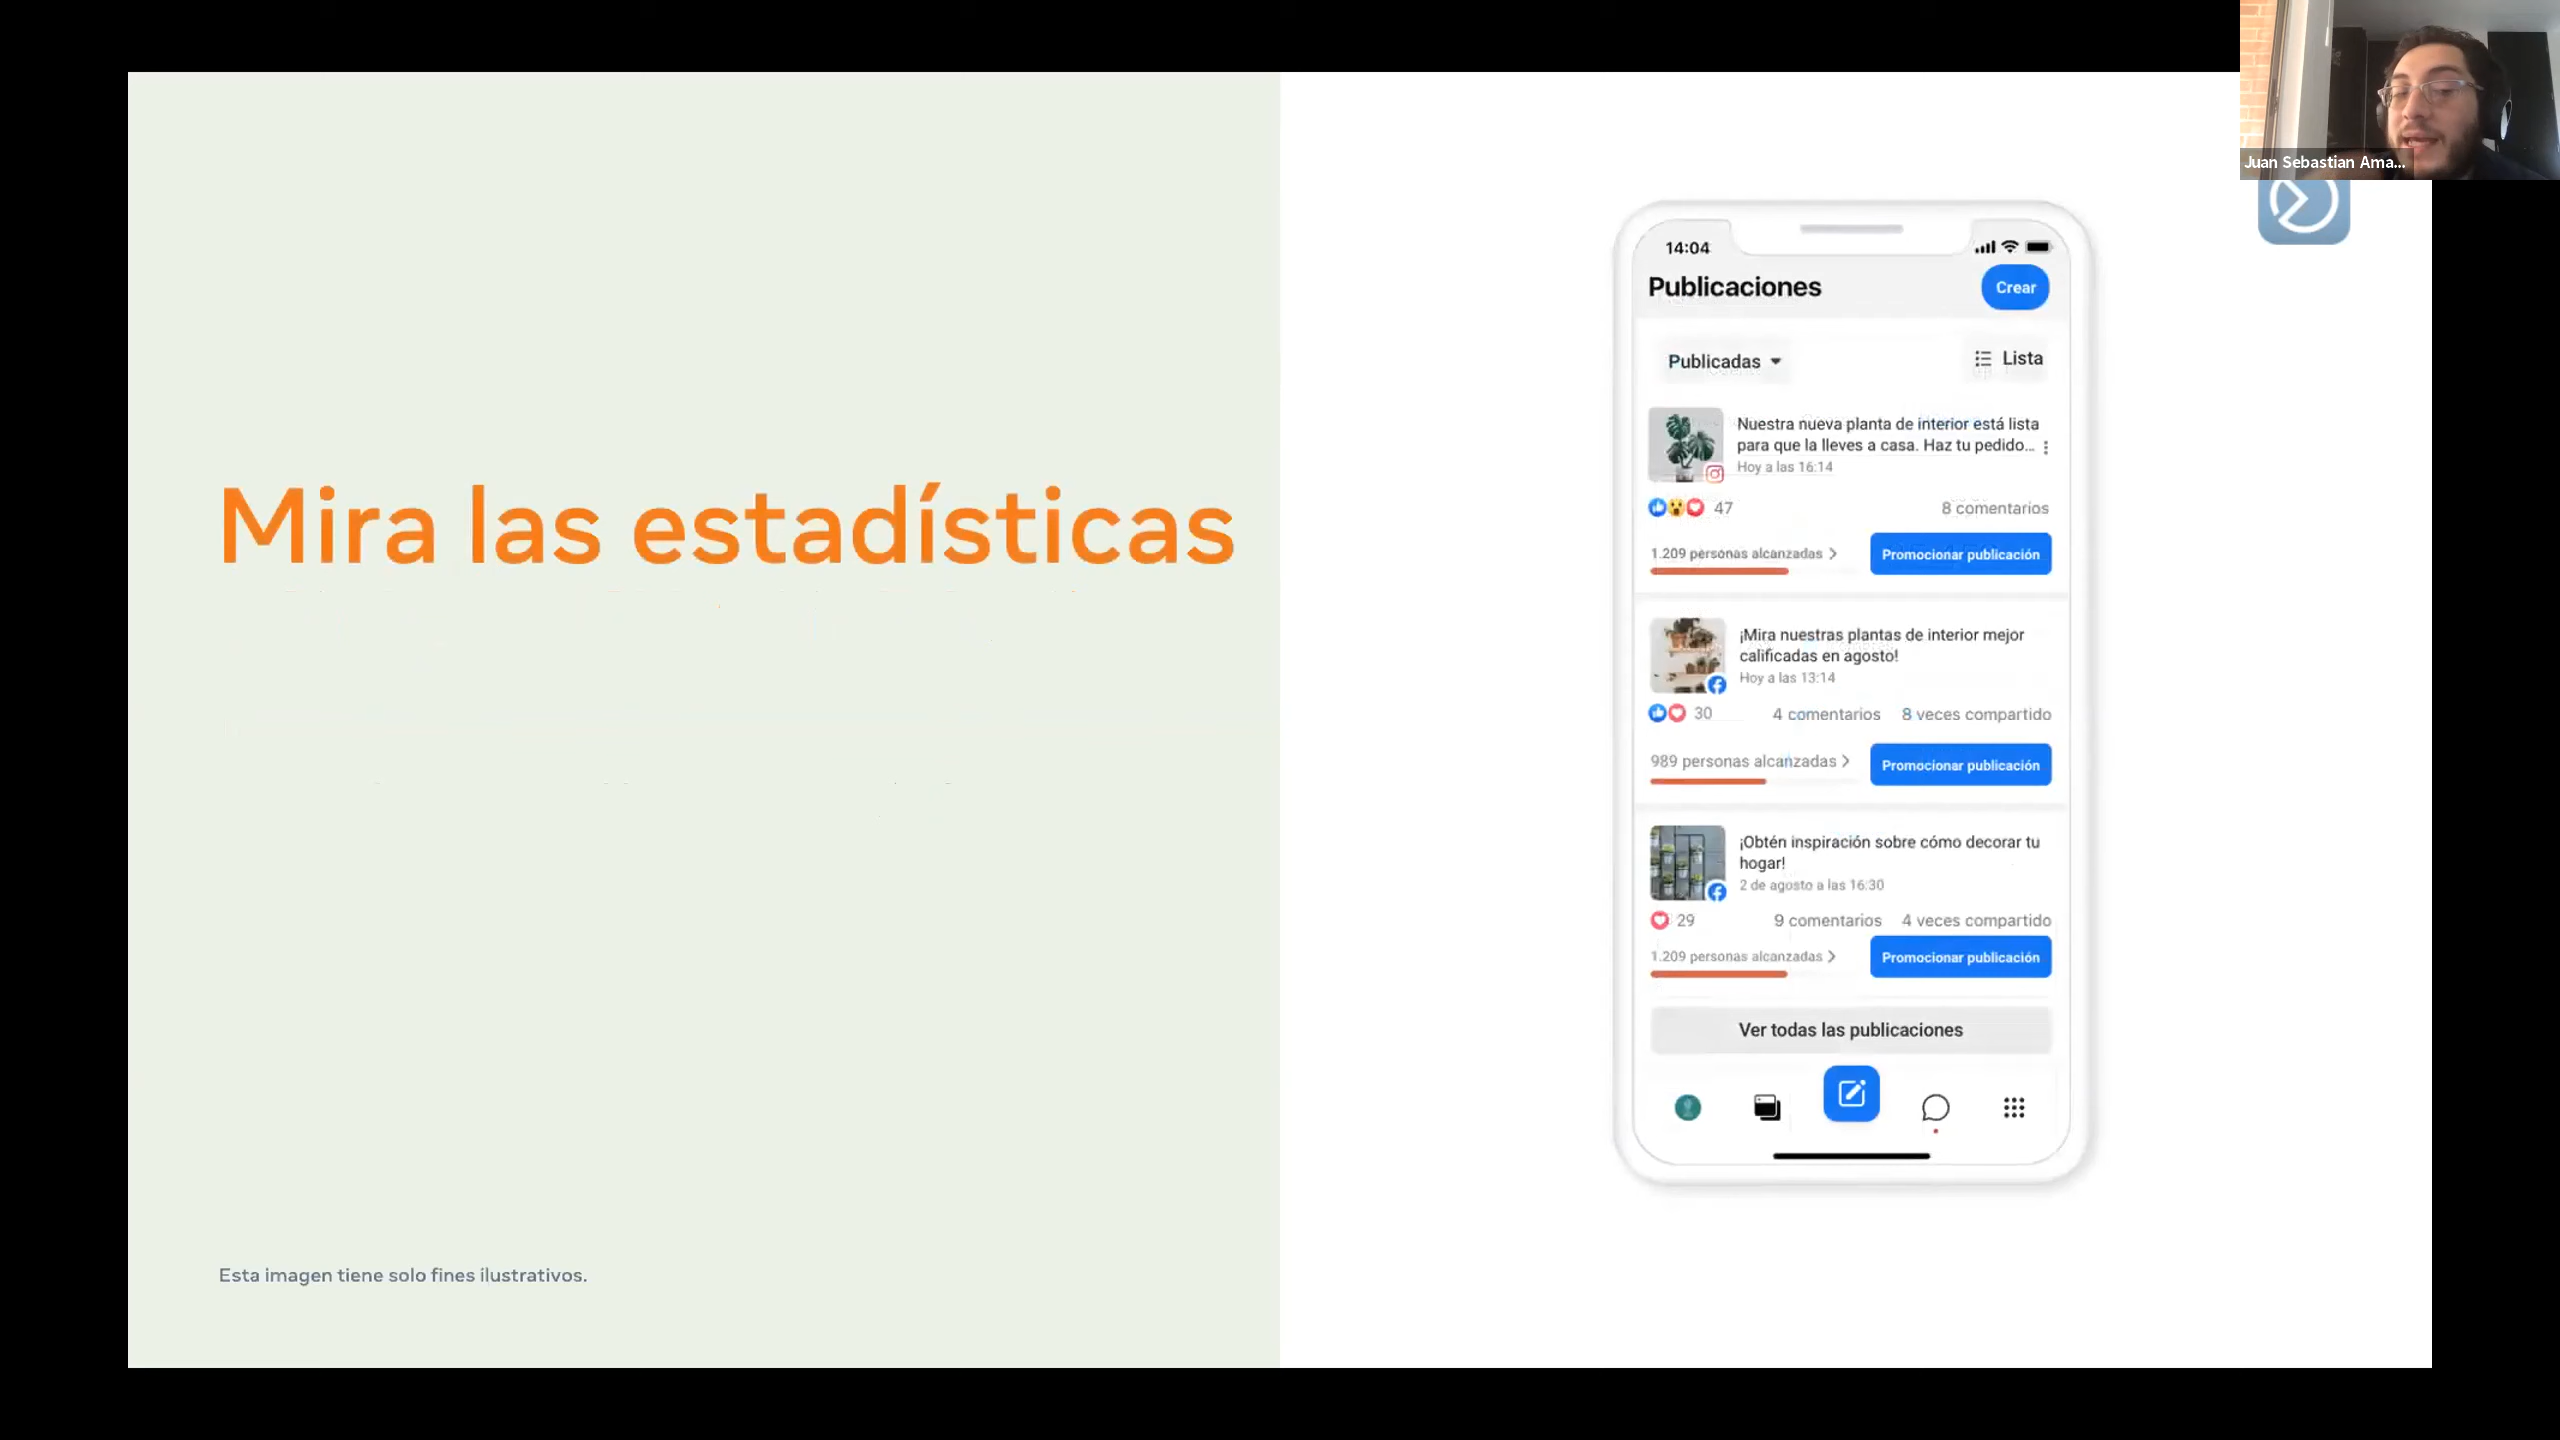 Juan Sebastian Ama...
Mira las estadísticas
Esta imagen tiene solo fines ilustrativos.
14:04
Publicaciones
Crear
Publicadas
Lista
Nuestra nueva planta de interior está lista
para que la lleves a casa. Haz tu pedido...
Hoy a las 16:14
47
8 comentarios
1.209 personas alcanzadas
Promocionar publicación
¡Mira nuestras plantas de interior mejor
calificadas en agosto!
Hoy a las 13:14
30 4 comentarios 8 veces compartido
989 personas alcanzadas
Promocionar publicación
¡Obtén inspiración sobre cómo decorar tu
hogar!
2 de agosto a las 16:30
29 9 comentarios 4 veces compartido
1.209 personas alcanzadas
Promocionar publicación
Ver todas las publicaciones